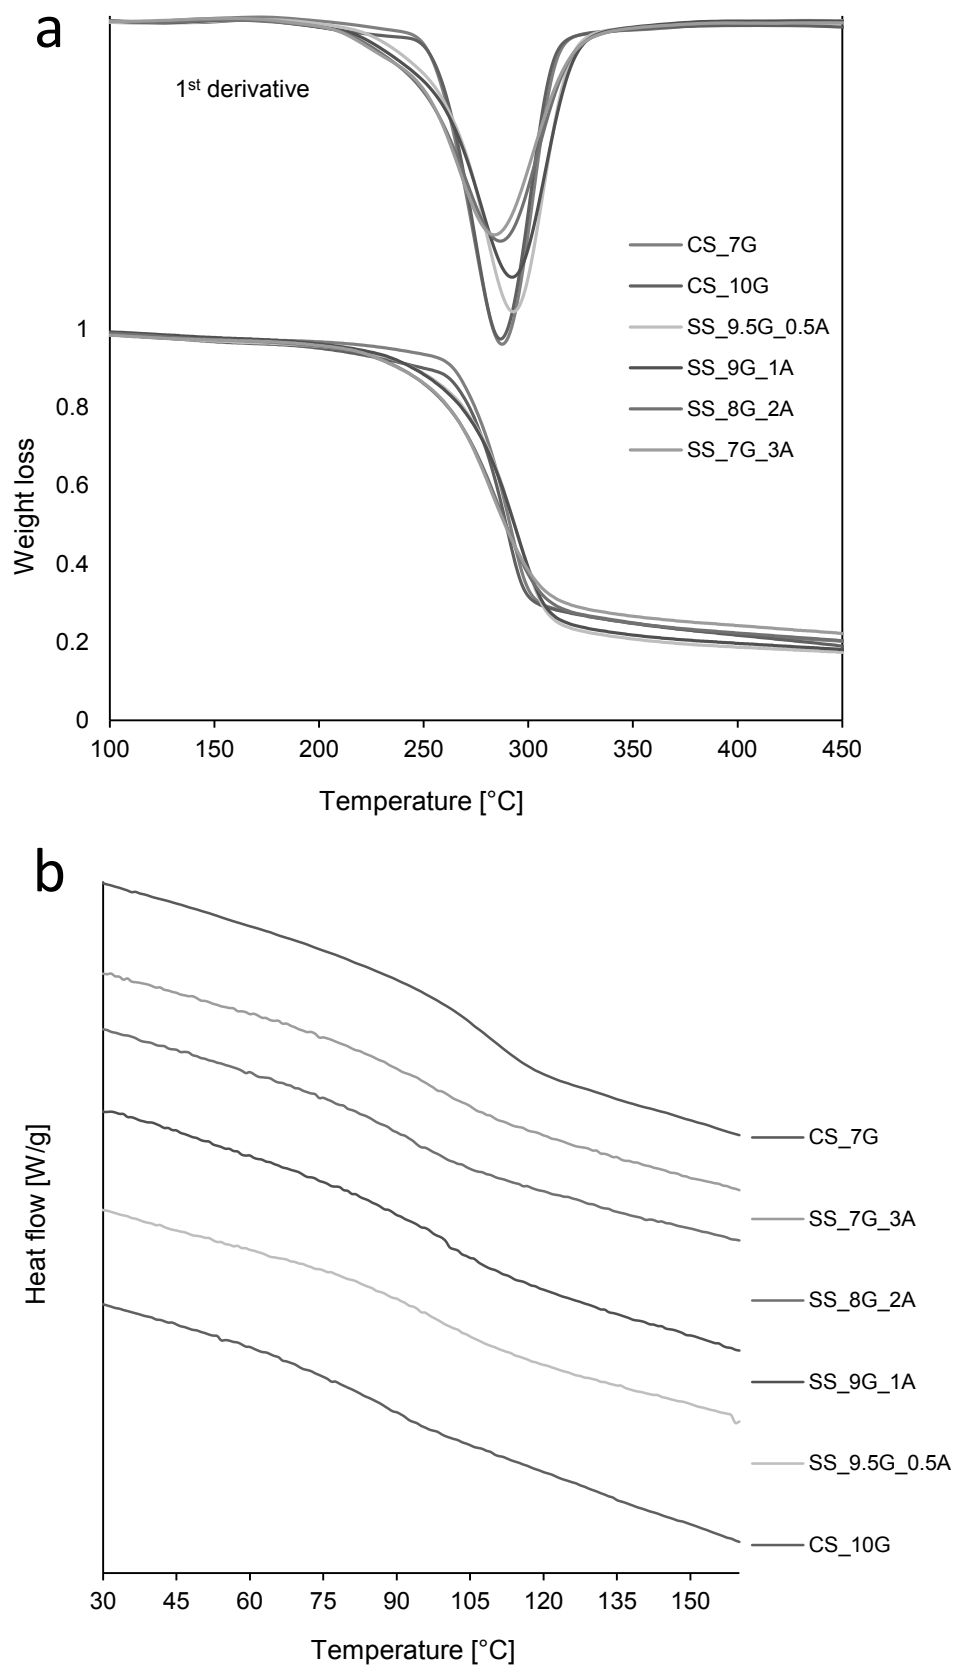 a
1st derivative
CS_7G
CS_10G
SS_9.5G_0.5A
SS_9G_1A
SS_8G_2A
SS_7G_3A
1
0.8
0.6
0.4
0.2
0
Weight loss
100 150 200 250 300 350 400 450
Temperature [°C]
b
Heat flow [W/g]
CS_7G
SS_7G_3A
SS_8G_2A
SS_9G_1A
SS_9.5G_0.5A
CS_10G
30 45 60 75 90 105 120 135 150
Temperature [°C]